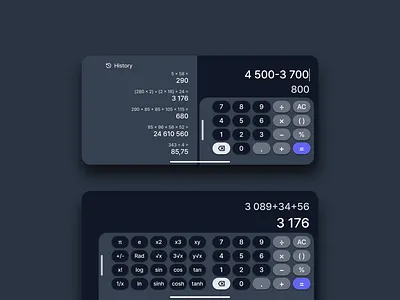 History
5 × 58 =
290
(280 × 2) + (2 × 16) + 24 =
3 176
290 + 85 + 85 + 105 + 115 =
680
85 × 96 × 58 × 52 =
24 610 560
343 ÷ 4 =
85,75
4 500-3 700
800
7 8 9 ÷ AC
4 5 6 × ( )
1 2 3 − %
0 . + =
3 089+34+56
3 176
π e x2 x3 xy 7 8 9 ÷ AC
+/- Rad √x 3√x y√x 4 5 6 × ( )
x! log sin cos tan 1 2 3 − %
1/x ln sinh cosh tanh 0 . + =